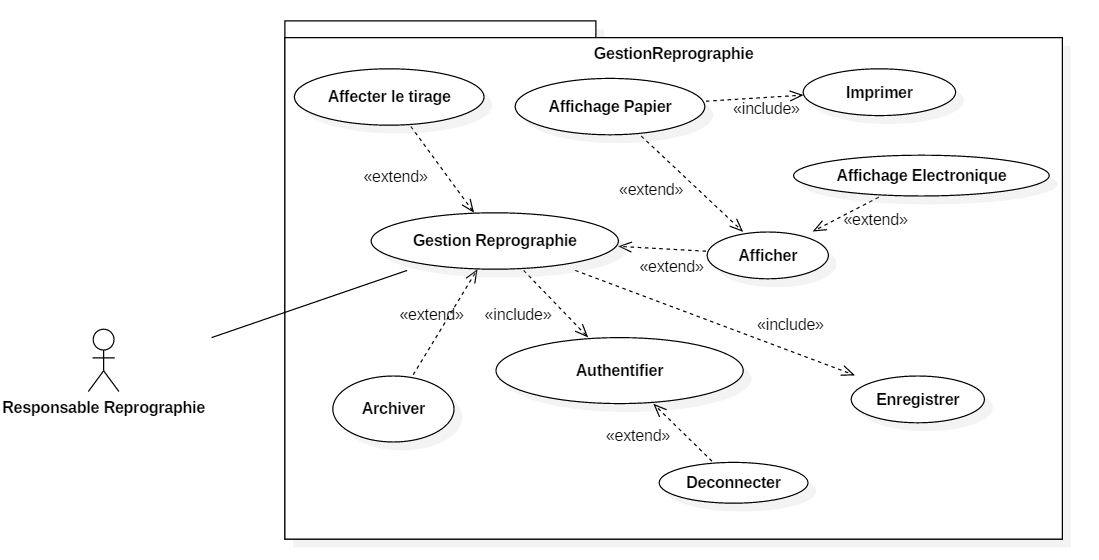 GestionReprographie
Affecter le tirage
Affichage Papier
Imprimer
«include»
Affichage Electronique
«extend»
«extend»
«extend»
Gestion Reprographie
Afficher
«extend»
«extend»
«include»
«include»
Responsable Reprographie
Archiver
Authentifier
Enregistrer
«extend»
Deconnecter